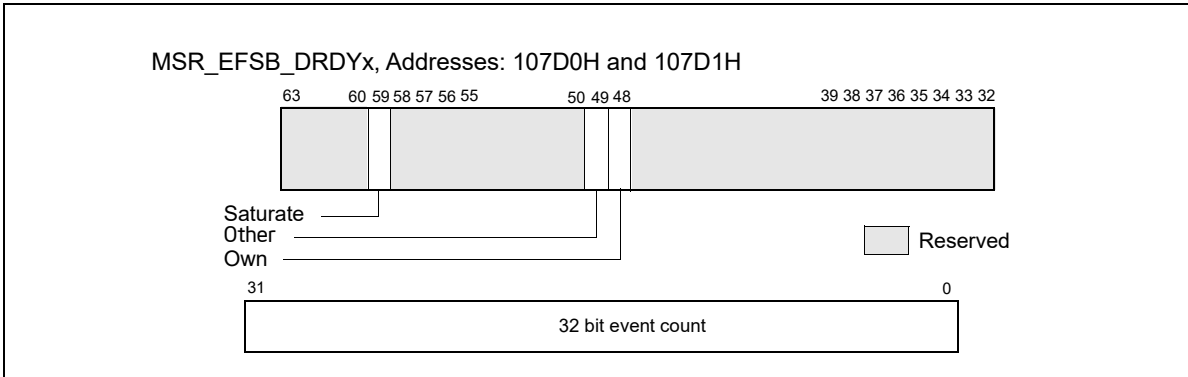 MSR_EFSB_DRDYx, Addresses: 107D0H and 107D1H
63 60 59 58 57 56 55 50 49 48 39 38 37 36 35 34 33 32
Saturate
Other
Own
Reserved
31 0
32 bit event count